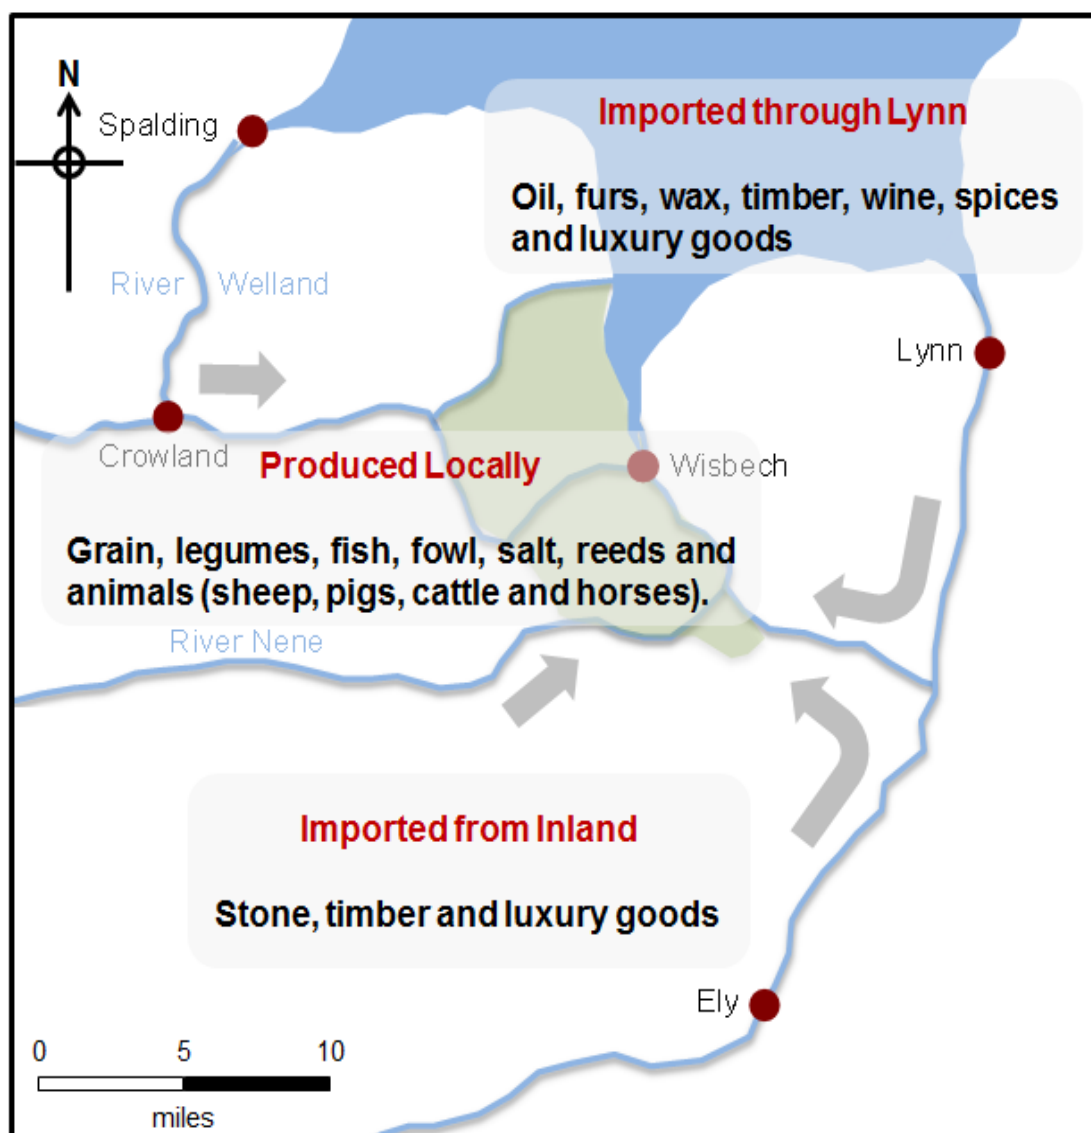 N
Spalding
Imported through Lynn
Oil, furs, wax, timber, wine, spices
and luxury goods
River Welland
Lynn
Crowland
Produced Locally
Wisbech
Grain, legumes, fish, fowl, salt, reeds and
animals (sheep, pigs, cattle and horses).
River Nene
Imported from Inland
Stone, timber and luxury goods
Ely
0 5 10
miles